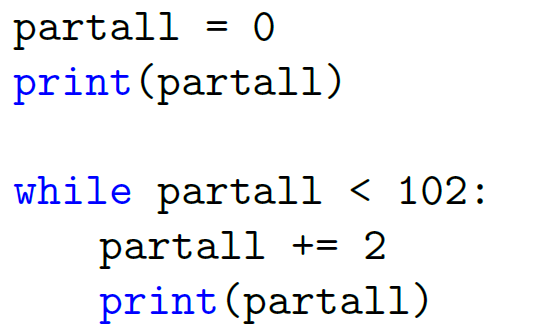 partall = 0
print(partall)
while partall < 102:
partall += 2
print(partall)